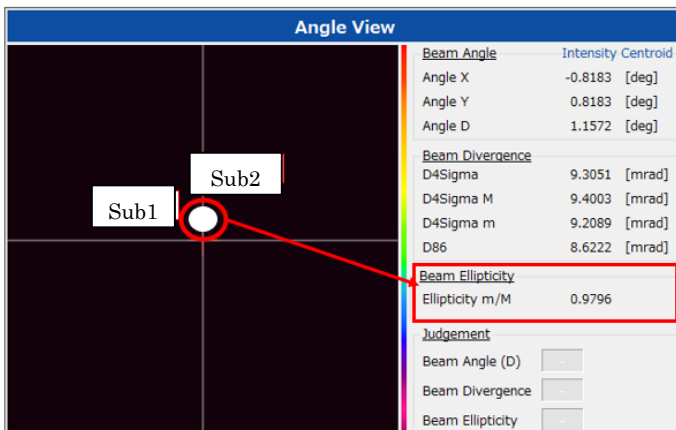 Angle View
Sub1
Sub2
Beam Angle Intensity Centroid
Angle X -0.8183 [deg]
Angle Y 0.8183 [deg]
Angle D 1.1572 [deg]
Beam Divergence
D4Sigma 9.3051 [mrad]
D4Sigma M 9.4003 [mrad]
D4Sigma m 9.2089 [mrad]
D86 8.6222 [mrad]
Beam Ellipticity
Ellipticity m/M 0.9796
Judgement
Beam Angle (D) -
Beam Divergence -
Beam Ellipticity -